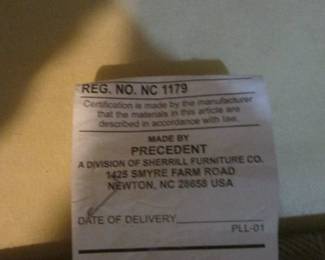 REG. NO. NC 1179
Certification is made by the manufacturer
that the materials in this article are
described in accordance with law.
MADE BY
PRECEDENT
A DIVISION OF SHERRILL FURNITURE CO.
1425 SMYRE FARM ROAD
NEWTON, NC 28658 USA
DATE OF DELIVERY
PLL-01